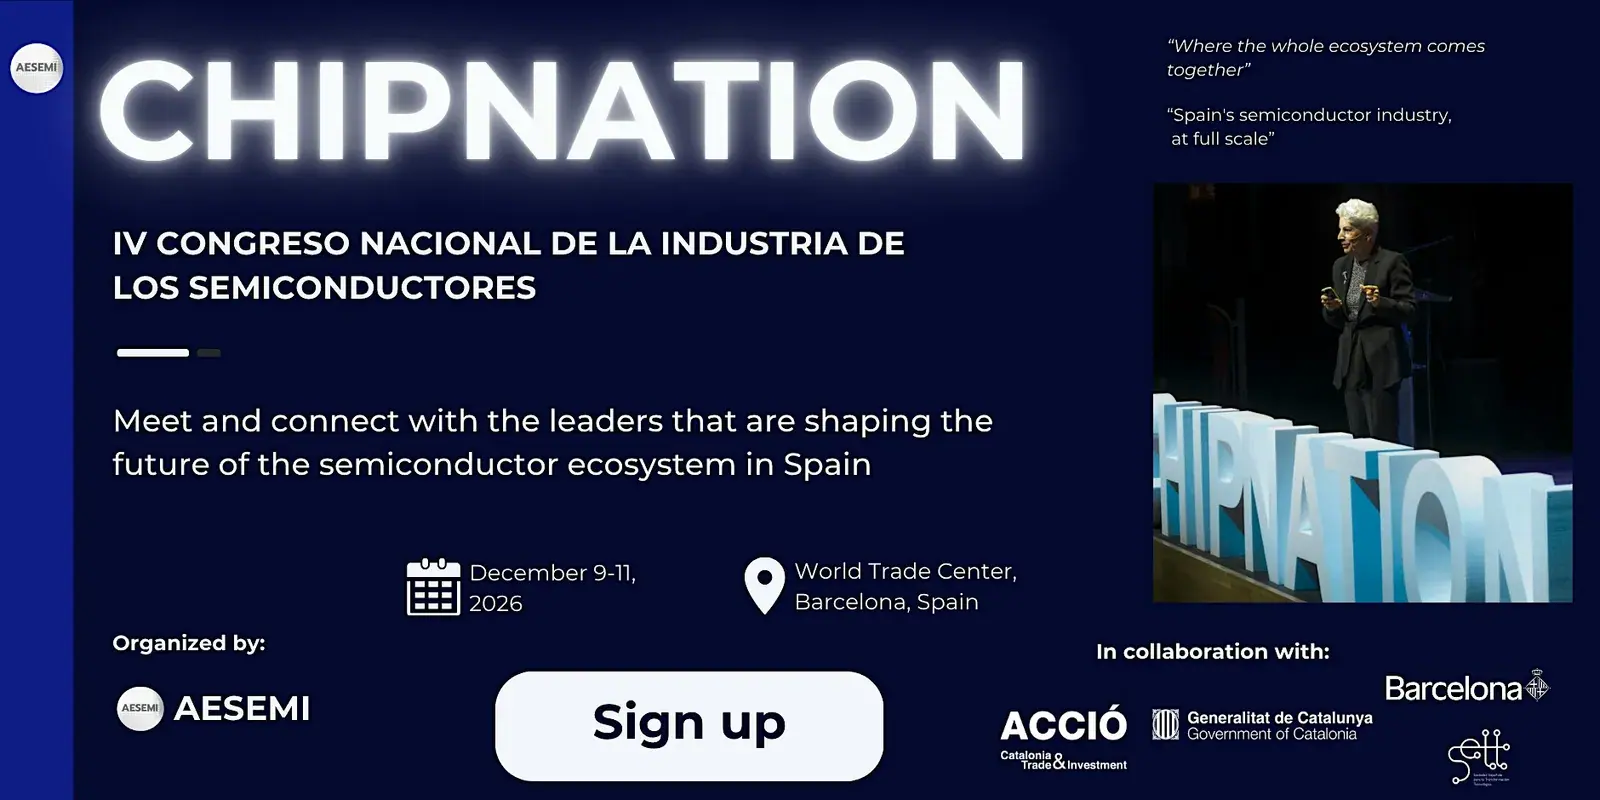 AESEMI
CHIPNATION
“Where the whole ecosystem comes
together”
“Spain's semiconductor industry,
at full scale”
IV CONGRESO NACIONAL DE LA INDUSTRIA DE
LOS SEMICONDUCTORES
Meet and connect with the leaders that are shaping the
future of the semiconductor ecosystem in Spain
CHIPNATION
December 9-11,
2026
World Trade Center,
Barcelona, Spain
Organized by:
AESEMI AESEMI
Sign up
In collaboration with:
Barcelona
ACCIÓ
Catalonia
Trade & Investment
Generalitat de Catalunya
Government of Catalonia
sett